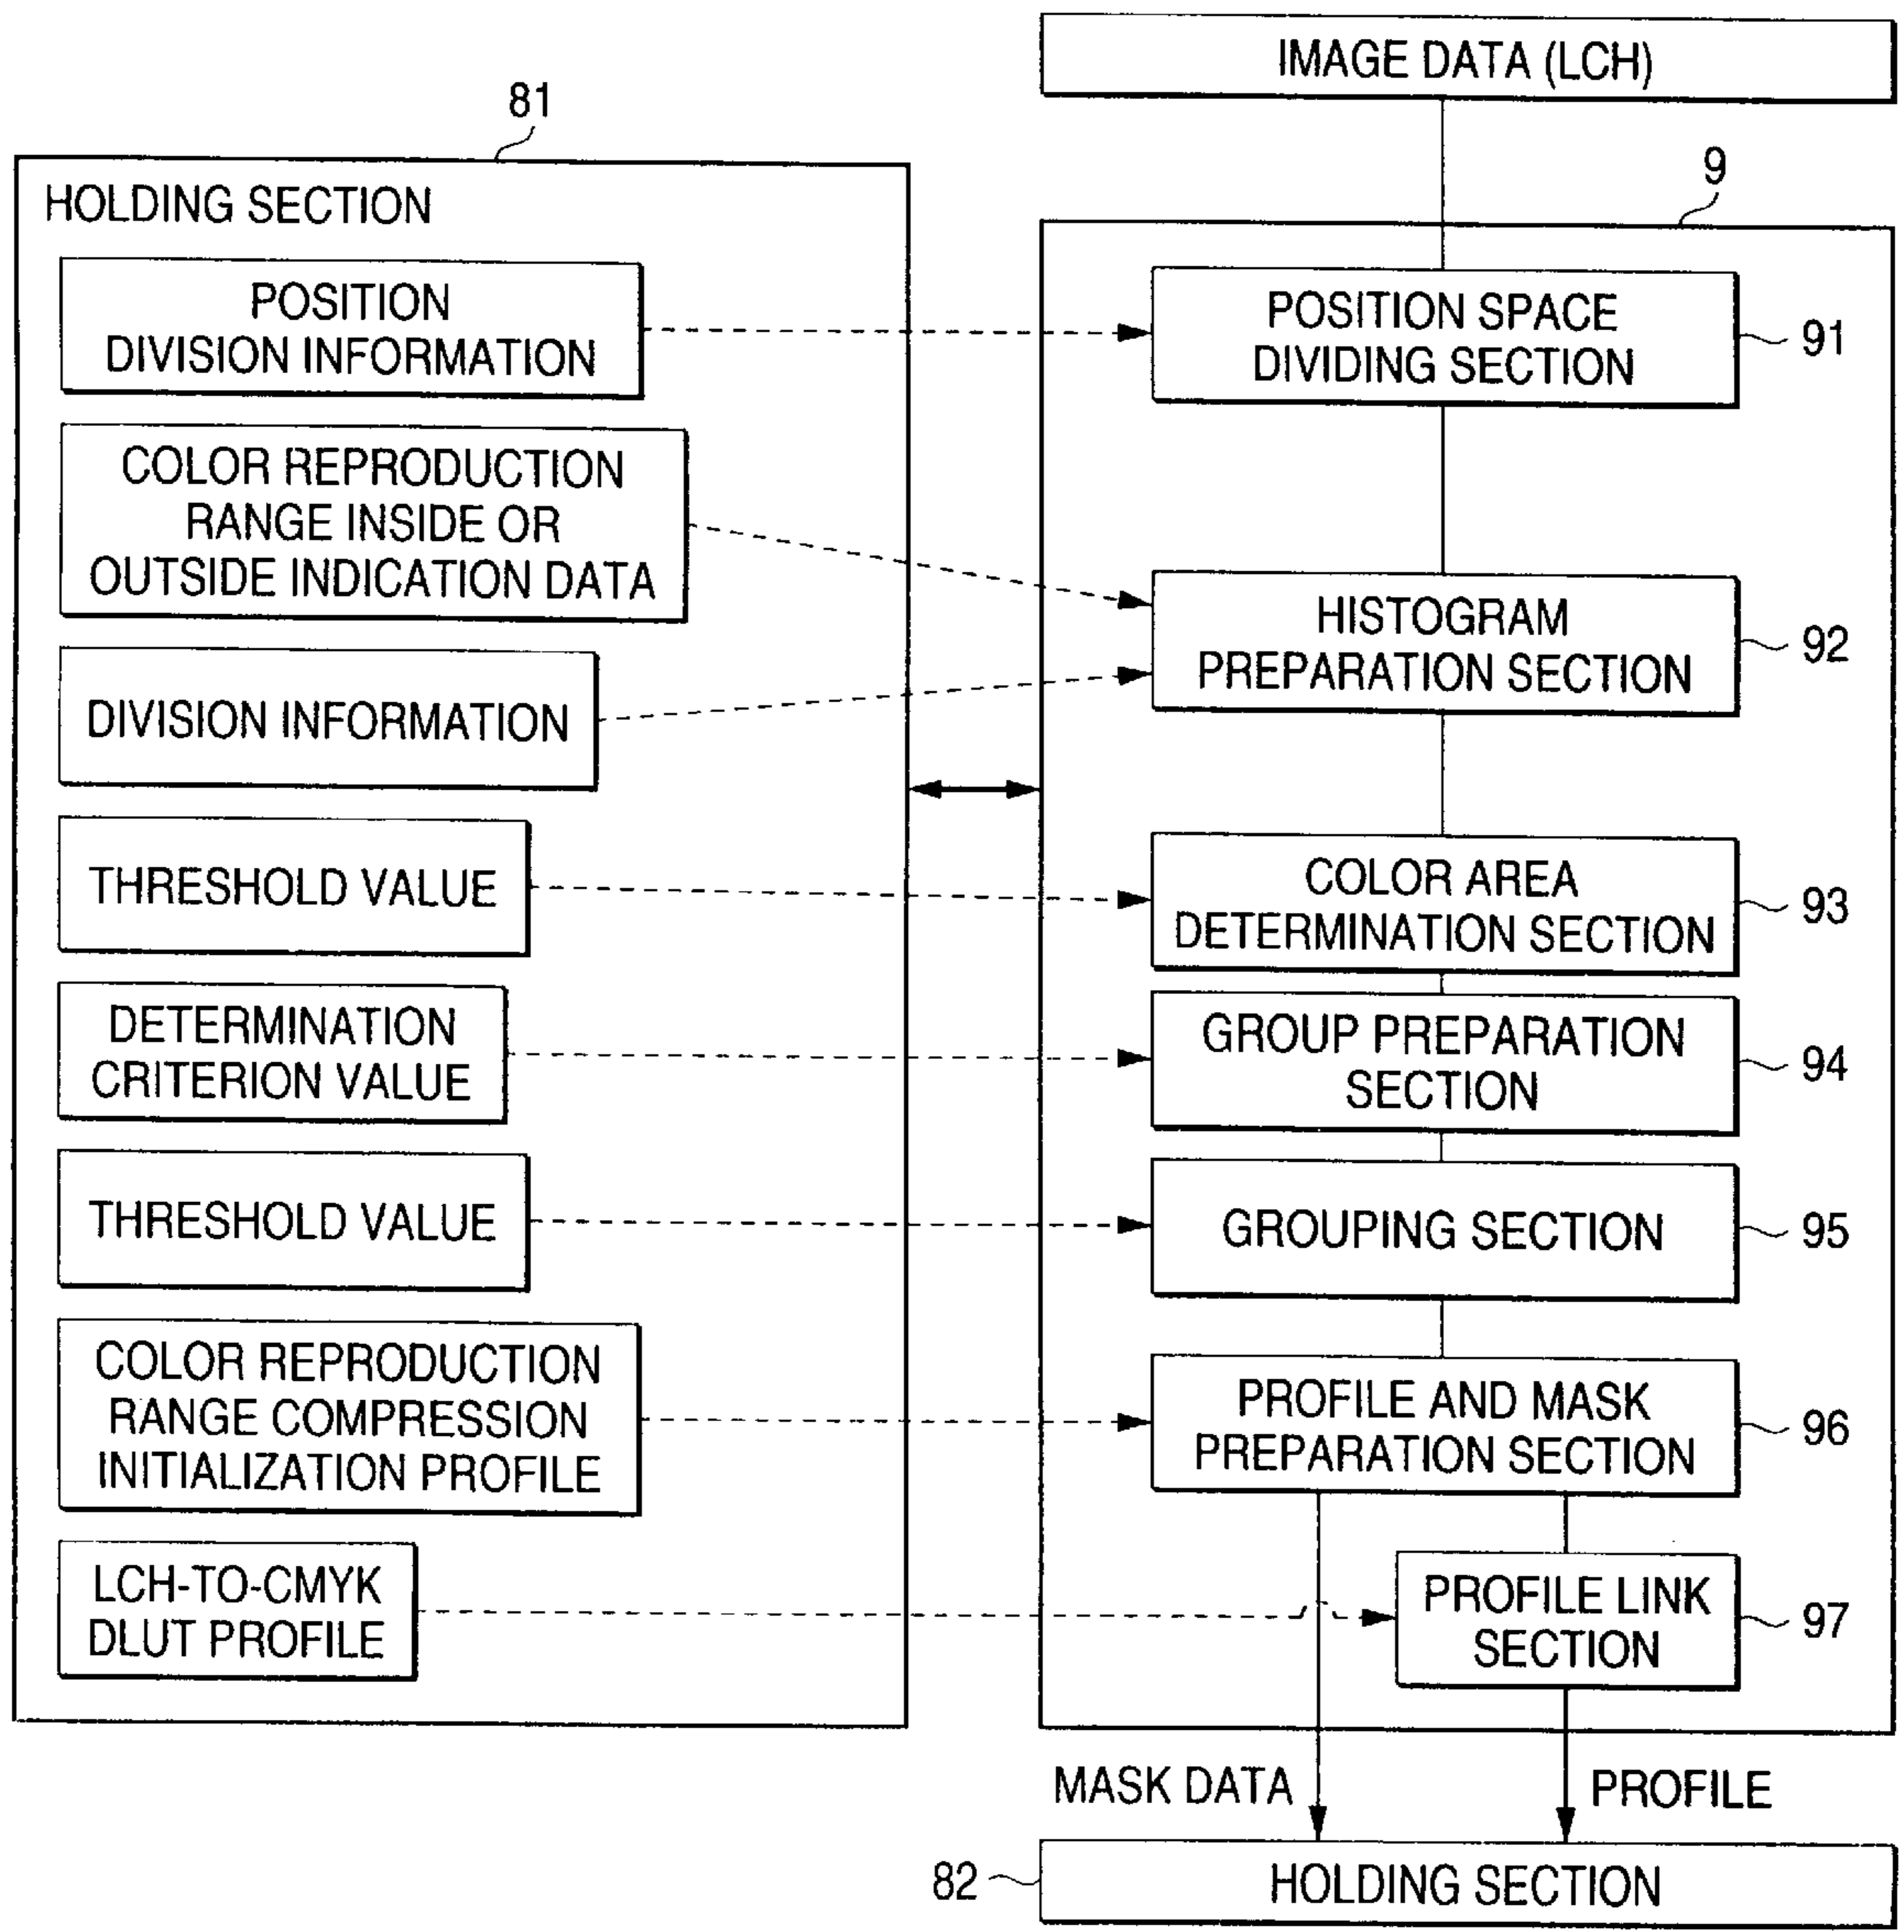 IMAGE DATA (LCH)
81
HOLDING SECTION
POSITION
DIVISION INFORMATION
COLOR REPRODUCTION
RANGE INSIDE OR
OUTSIDE INDICATION DATA
DIVISION INFORMATION
THRESHOLD VALUE
DETERMINATION
CRITERION VALUE
THRESHOLD VALUE
COLOR REPRODUCTION
RANGE COMPRESSION
INITIALIZATION PROFILE
LCH-TO-CMYK
DLUT PROFILE
9
POSITION SPACE
DIVIDING SECTION
91
HISTOGRAM
PREPARATION SECTION
92
COLOR AREA
DETERMINATION SECTION
93
GROUP PREPARATION
SECTION
94
GROUPING SECTION
95
PROFILE AND MASK
PREPARATION SECTION
96
PROFILE LINK
SECTION
97
MASK DATA
PROFILE
82
HOLDING SECTION